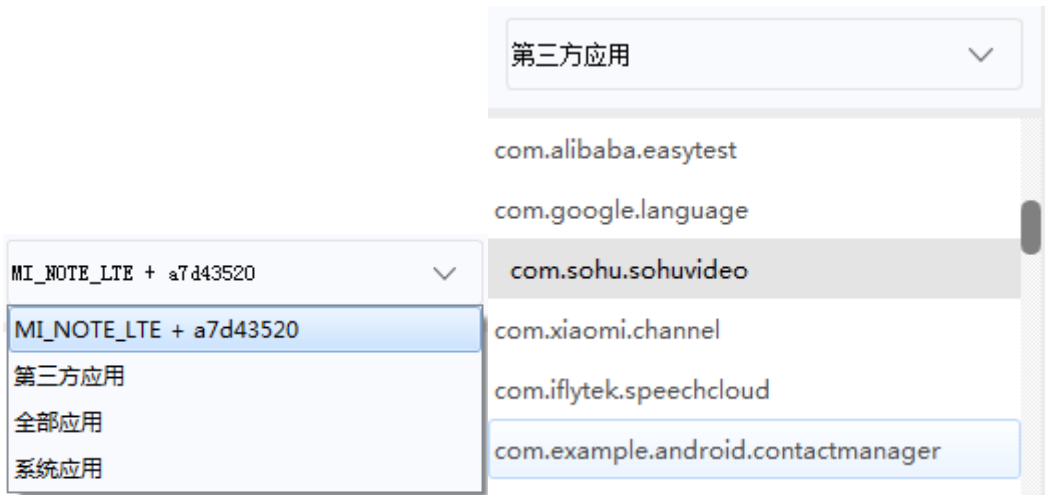 MI_NOTE_LTE + a7d43520
MI_NOTE_LTE + a7d43520
第三方应用
全部应用
系统应用
第三方应用
com.alibaba.easytest
com.google.language
com.sohu.sohuvideo
com.xiaomi.channel
com.iflytek.speechcloud
com.example.android.contactmanager